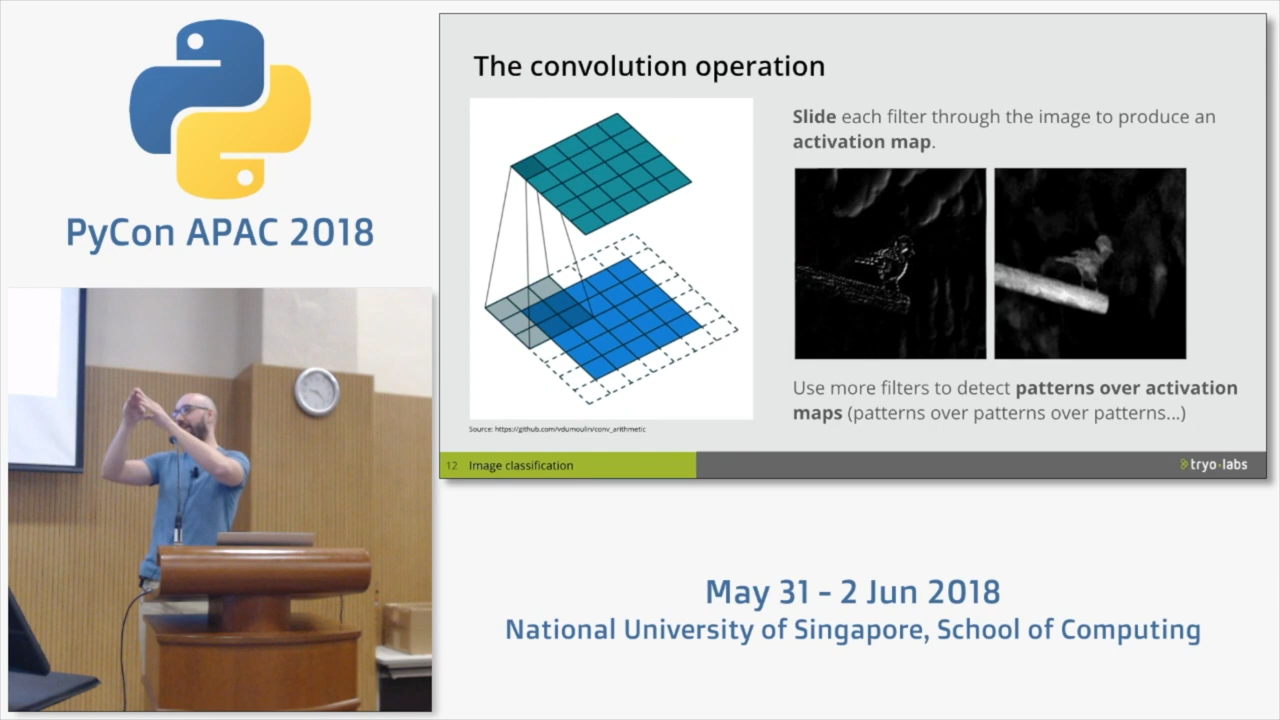 PyCon APAC 2018
The convolution operation
Slide each filter through the image to produce an
activation map.
Use more filters to detect patterns over activation
maps (patterns over patterns over patterns...)
Source: https://github.com/vdumoulin/conv_arithmetic
12 Image classification
tryo·labs
May 31 - 2 Jun 2018
National University of Singapore, School of Computing